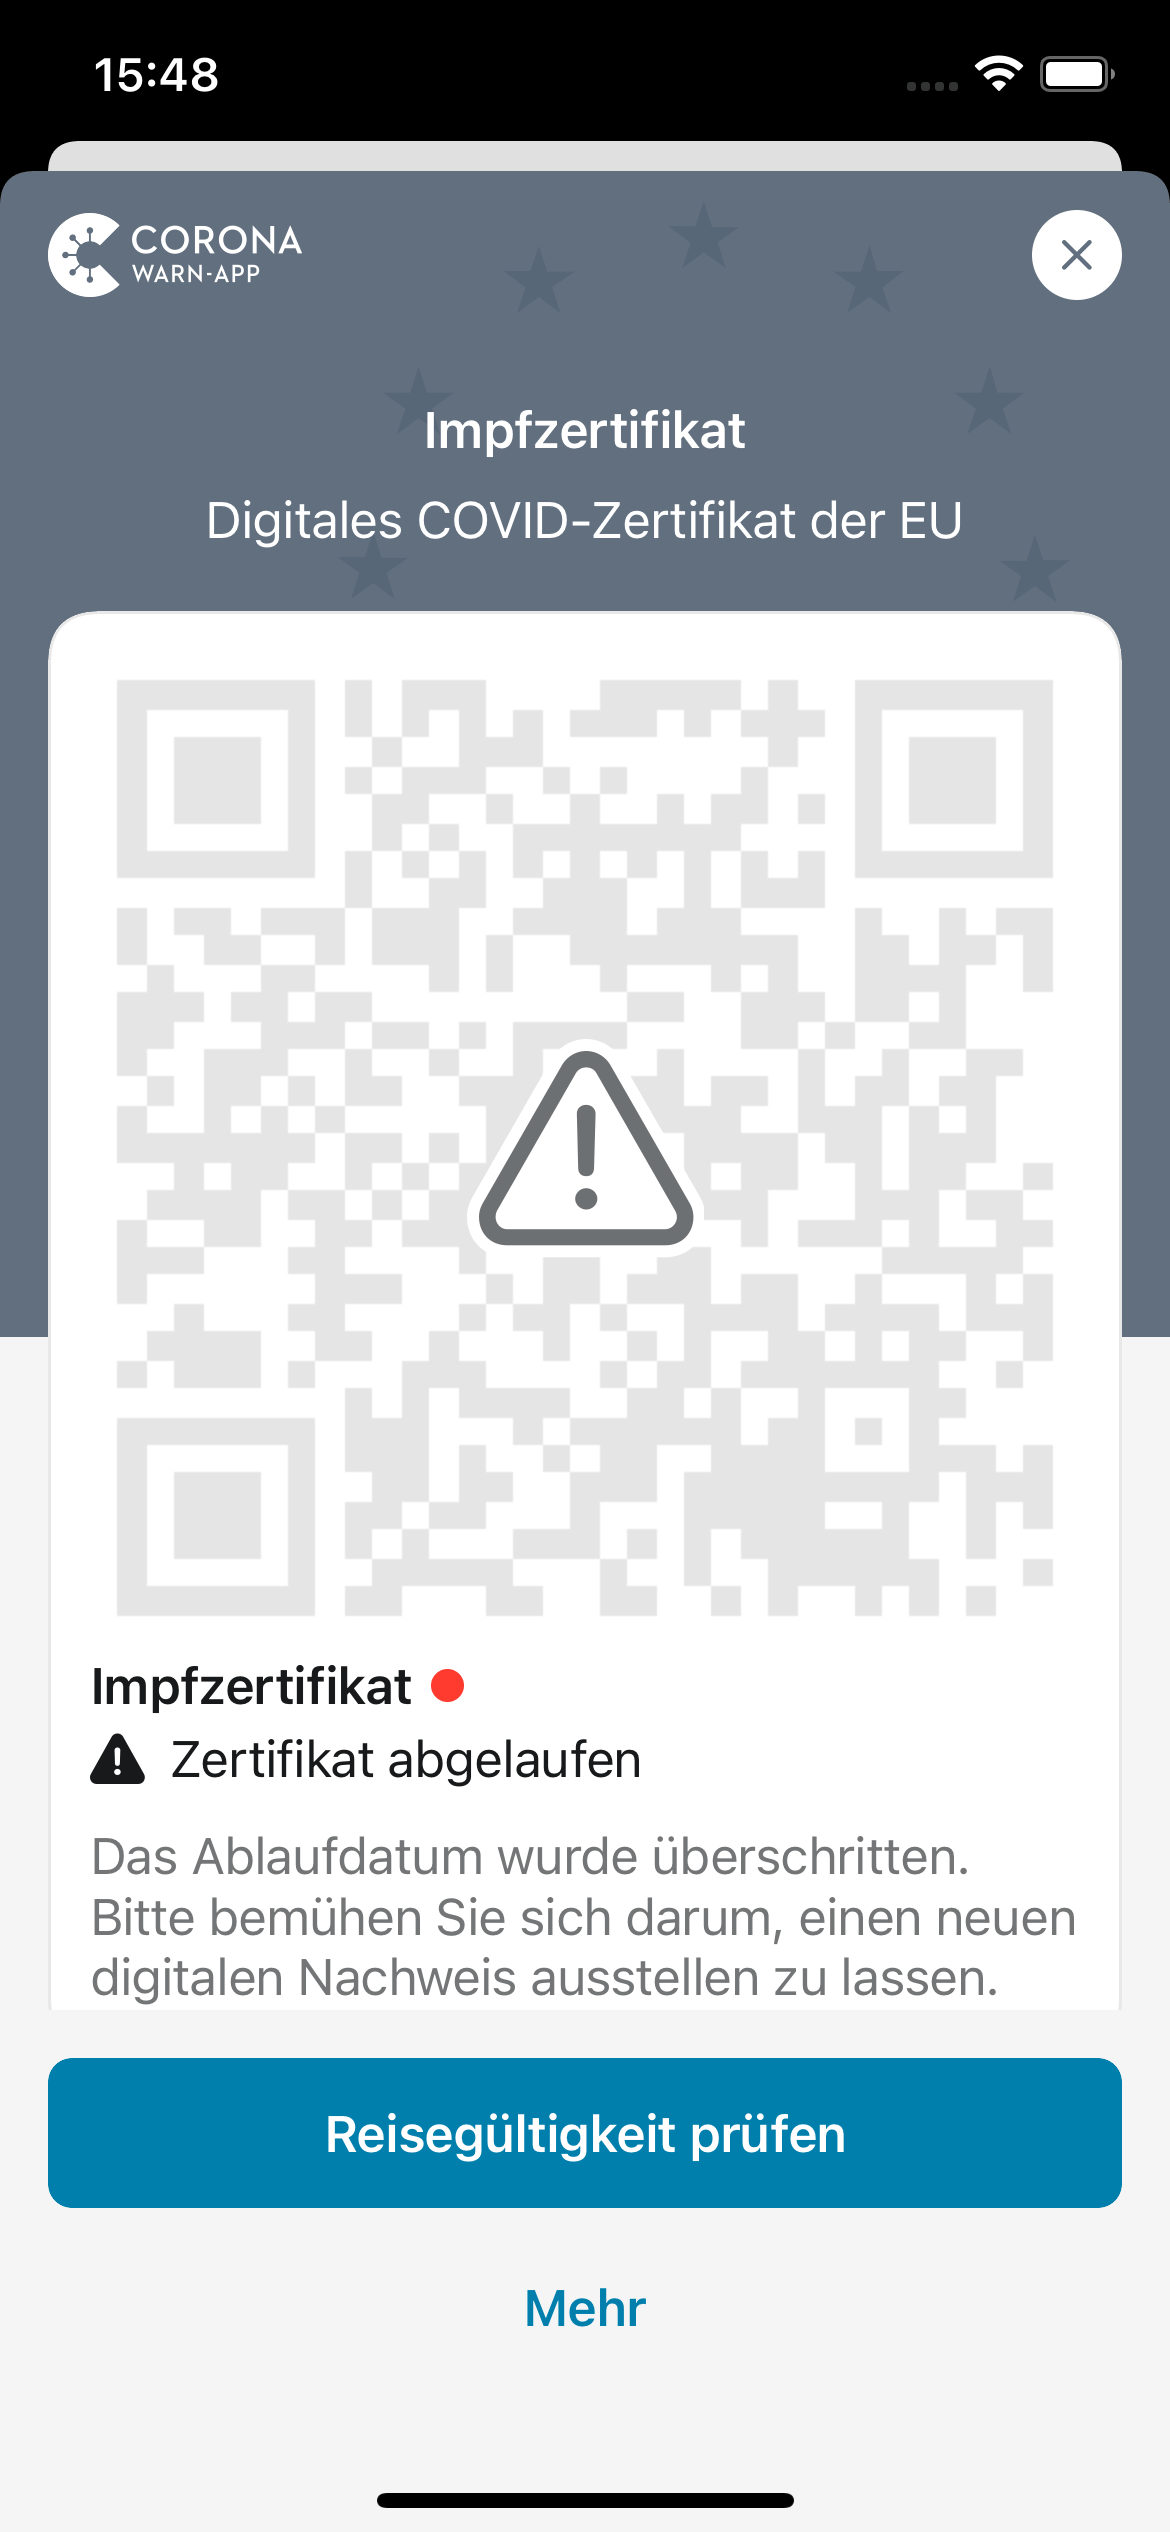 15:48
CORONA
WARN-APP
Impfzertifikat
Digitales COVID-Zertifikat der EU
Impfzertifikat
Zertifikat abgelaufen
Das Ablaufdatum wurde überschritten.
Bitte bemühen Sie sich darum, einen neuen
digitalen Nachweis ausstellen zu lassen.
Reisegültigkeit prüfen
Mehr